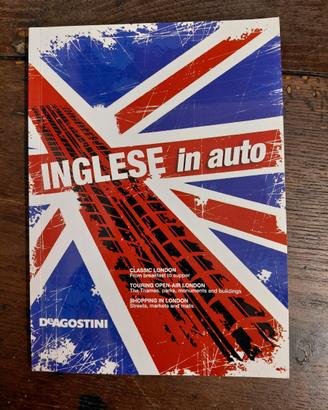 INGLESE in auto
CLASSIC LONDON
From breakfast to supper
TOURING OPEN-AIR LONDON
The Thames, parks, monuments and buildings
SHOPPING IN LONDON
Streets, markets and malls
DeAGOSTINI